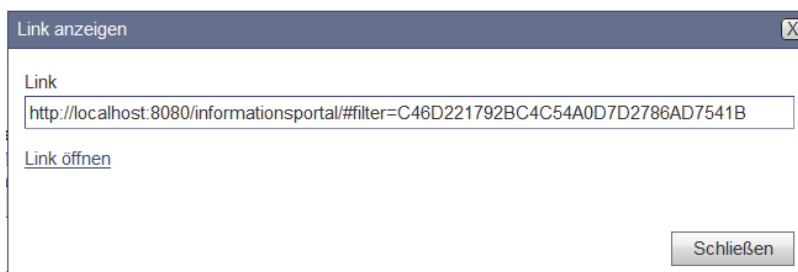 Link anzeigen
X
Link
http://localhost:8080/informationsportal/#filter=C46D221792BC4C54A0D7D2786AD7541B
Link öffnen
Schließen